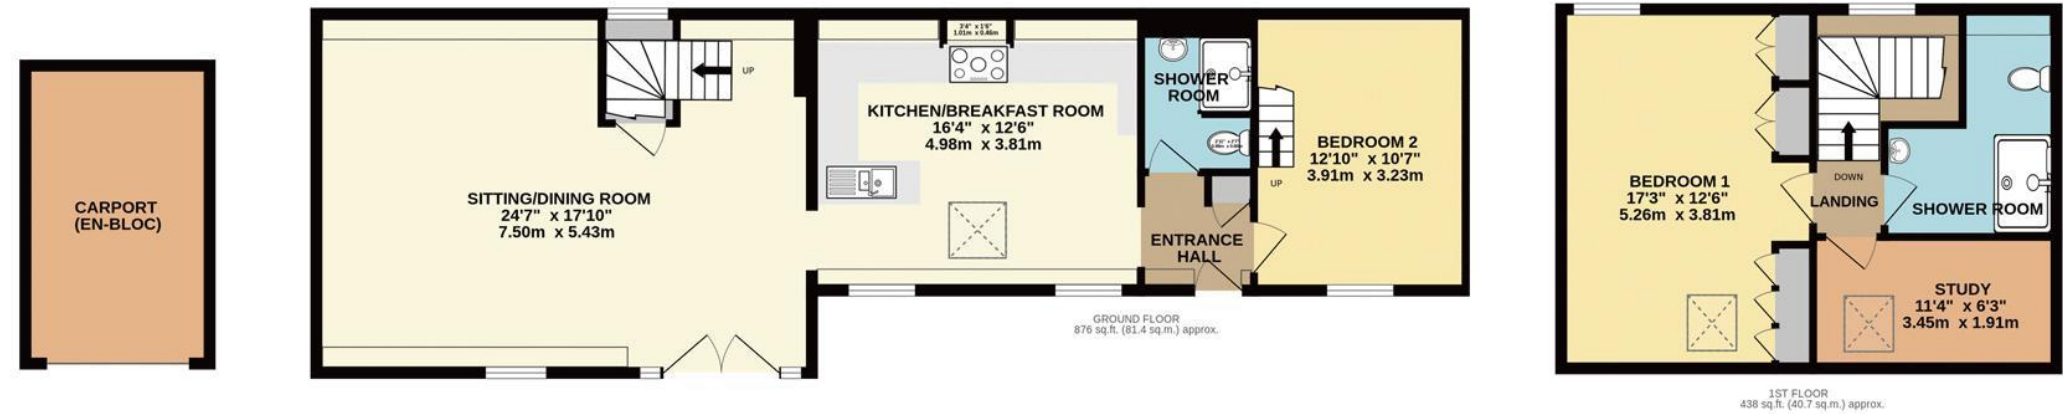 CARPORT
(EN-BLOC)
SITTING/DINING ROOM
24'7" x 17'10"
7.50m x 5.43m
UP
3'4" x 1'6"
1.01m x 0.46m
KITCHEN/BREAKFAST ROOM
16'4" x 12'6"
4.98m x 3.81m
SHOWER
ROOM
ENTRANCE
HALL
UP
BEDROOM 2
12'10" x 10'7"
3.91m x 3.23m
GROUND FLOOR
876 sq.ft. (81.4 sq.m.) approx.
BEDROOM 1
17'3" x 12'6"
5.26m x 3.81m
DOWN
LANDING
SHOWER ROOM
STUDY
11'4" x 6'3"
3.45m x 1.91m
1ST FLOOR
438 sq.ft. (40.7 sq.m.) approx.